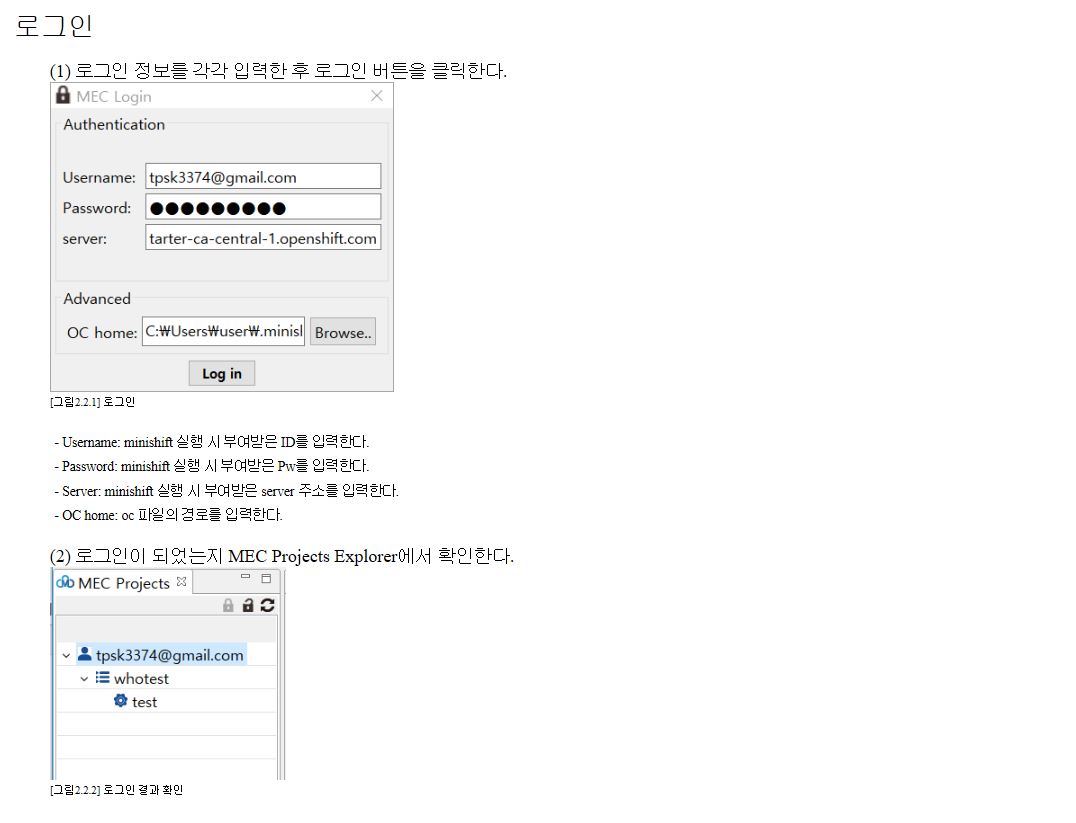 로그인
(1) 로그인 정보를 각각 입력한 후 로그인 버튼을 클릭한다.
MEC Login
Authentication
Username: tpsk3374@gmail.com
Password: ●●●●●●●●●
server: tarter-ca-central-1.openshift.com
Advanced
OC home: C:₩Users₩user₩.minisl Browse..
Log in
[그림2.2.1] 로그인
- Username: minishift 실행 시 부여받은 ID를 입력한다.
- Password: minishift 실행 시 부여받은 Pw를 입력한다.
- Server: minishift 실행 시 부여받은 server 주소를 입력한다.
- OC home: oc 파일의 경로를 입력한다.
(2) 로그인이 되었는지 MEC Projects Explorer에서 확인한다.
MEC Projects
tpsk3374@gmail.com
whotest
test
[그림2.2.2] 로그인 결과 확인